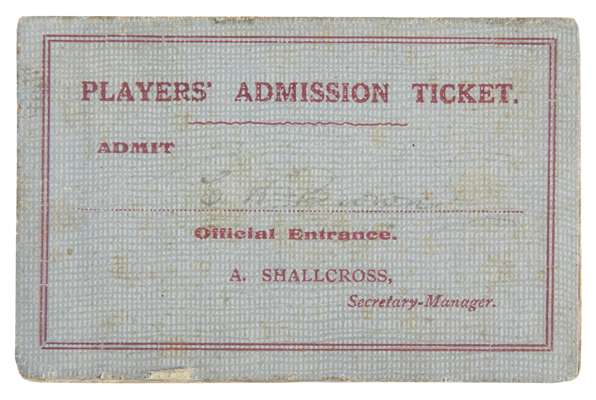 PLAYERS' ADMISSION TICKET.
ADMIT
Official Entrance.
A. SHALLCROSS,
Secretary-Manager.